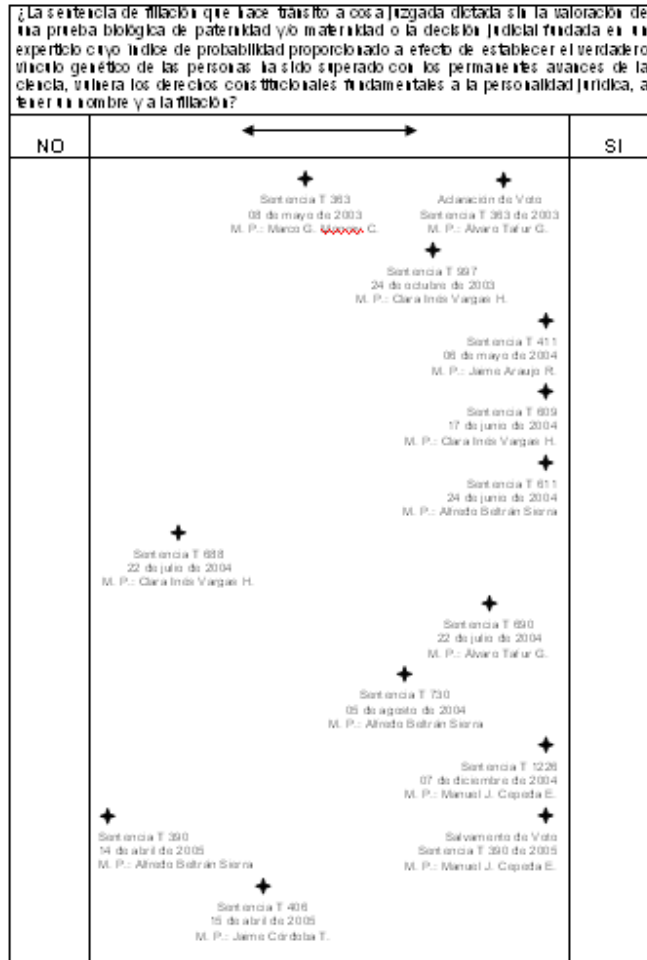 ¿La sentencia de filiación que hace tránsito a cosa juzgada dictada sin la valoración de
una prueba biológica de paternidad y/o maternidad o la decisión judicial fundada en un
experticio cuyo índice de probabilidad proporcionado a efecto de establecer el verdadero
vínculo genético de las personas ha sido superado con los permanentes avances de la
ciencia, vulnera los derechos constitucionales fundamentales a la personalidad jurídica, a
tener un nombre y a la filiación?
NO
SI
Sentencia T 363
08 de mayo de 2003
M. P.: Marco G. C.
Aclaración de Voto
Sentencia T 363 de 2003
M. P.: Álvaro Tafur G.
Sentencia T 997
24 de octubre de 2003
M. P.: Clara Inés Vargas H.
Sentencia T 411
06 de mayo de 2004
M. P.: Jaime Araujo R.
Sentencia T 609
17 de junio de 2004
M. P.: Clara Inés Vargas H.
Sentencia T 611
24 de junio de 2004
M. P.: Alfredo Beltrán Sierra
Sentencia T 688
22 de julio de 2004
M. P.: Clara Inés Vargas H.
Sentencia T 690
22 de julio de 2004
M. P.: Álvaro Tafur G.
Sentencia T 730
05 de agosto de 2004
M. P.: Alfredo Beltrán Sierra
Sentencia T 1226
07 de diciembre de 2004
M. P.: Manuel J. Cepeda E.
Sentencia T 390
14 de abril de 2005
M. P.: Alfredo Beltrán Sierra
Salvamento de Voto
Sentencia T 390 de 2005
M. P.: Manuel J. Cepeda E.
Sentencia T 406
15 de abril de 2005
M. P.: Jaime Córdoba T.